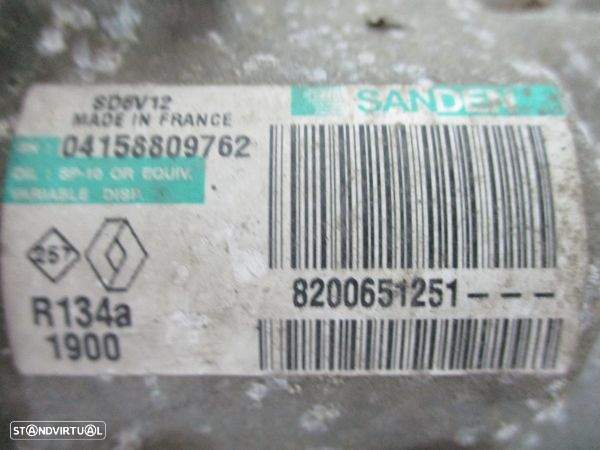 SD6V12
MADE IN FRANCE
SANDEN
SN : 04158809762
OIL : SP-10 OR EQUIV.
VARIABLE DISP.
257
R134a
1900
8200651251---
STANDVIRTUAL